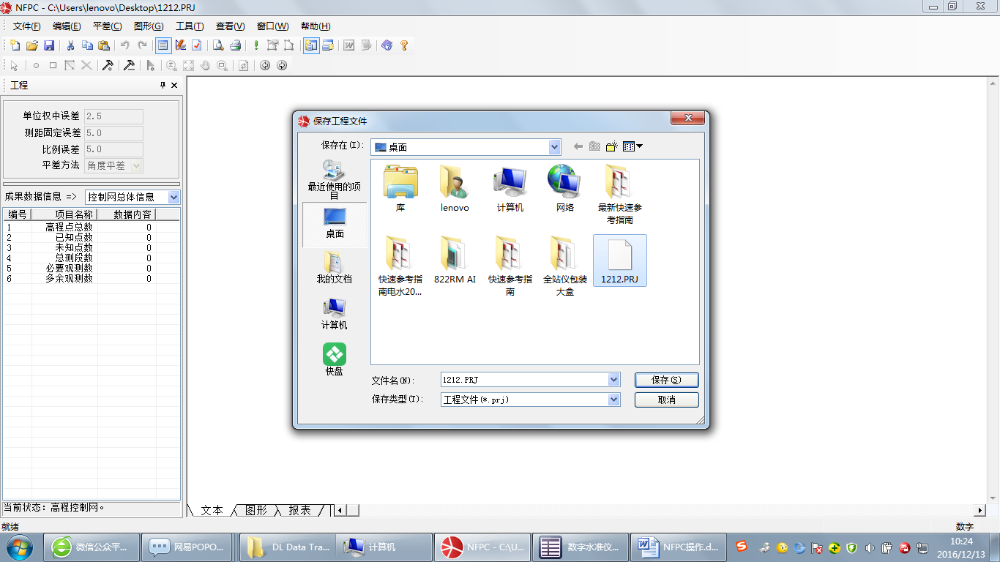 NFPC - C:\Users\lenovo\Desktop\1212.PRJ
文件(F) 编辑(E) 平差(C) 图形(G) 工具(T) 查看(V) 窗口(W) 帮助(H)
工程
单位权中误差 2.5
测距固定误差 5.0
比例误差 5.0
平差方法 角度平差
成果数据信息 => 控制网总体信息
编号 项目名称 数据内容
1 高程点总数 0
2 已知点数 0
3 未知点数 0
4 总测段数 0
5 必要观测数 0
6 多余观测数 0
当前状态: 高程控制网。
保存工程文件
保存在(I): 桌面
最近使用的项
目
桌面
我的文档
计算机
快盘
库
lenovo
计算机
网络
最新快速参
考指南
快速参考指
南电水20...
822RM AI
快速参考指
南
全站仪包装
大盒
1212.PRJ
文件名(N): 1212.PRJ 保存(S)
保存类型(T): 工程文件(*.prj) 取消
文本 图形 报表
就绪 数字
微信公众平... 网易POPO... DL Data Tra... 计算机 NFPC - C:\U... 数字水准仪... NFPC操作.d...
10:24
2016/12/13